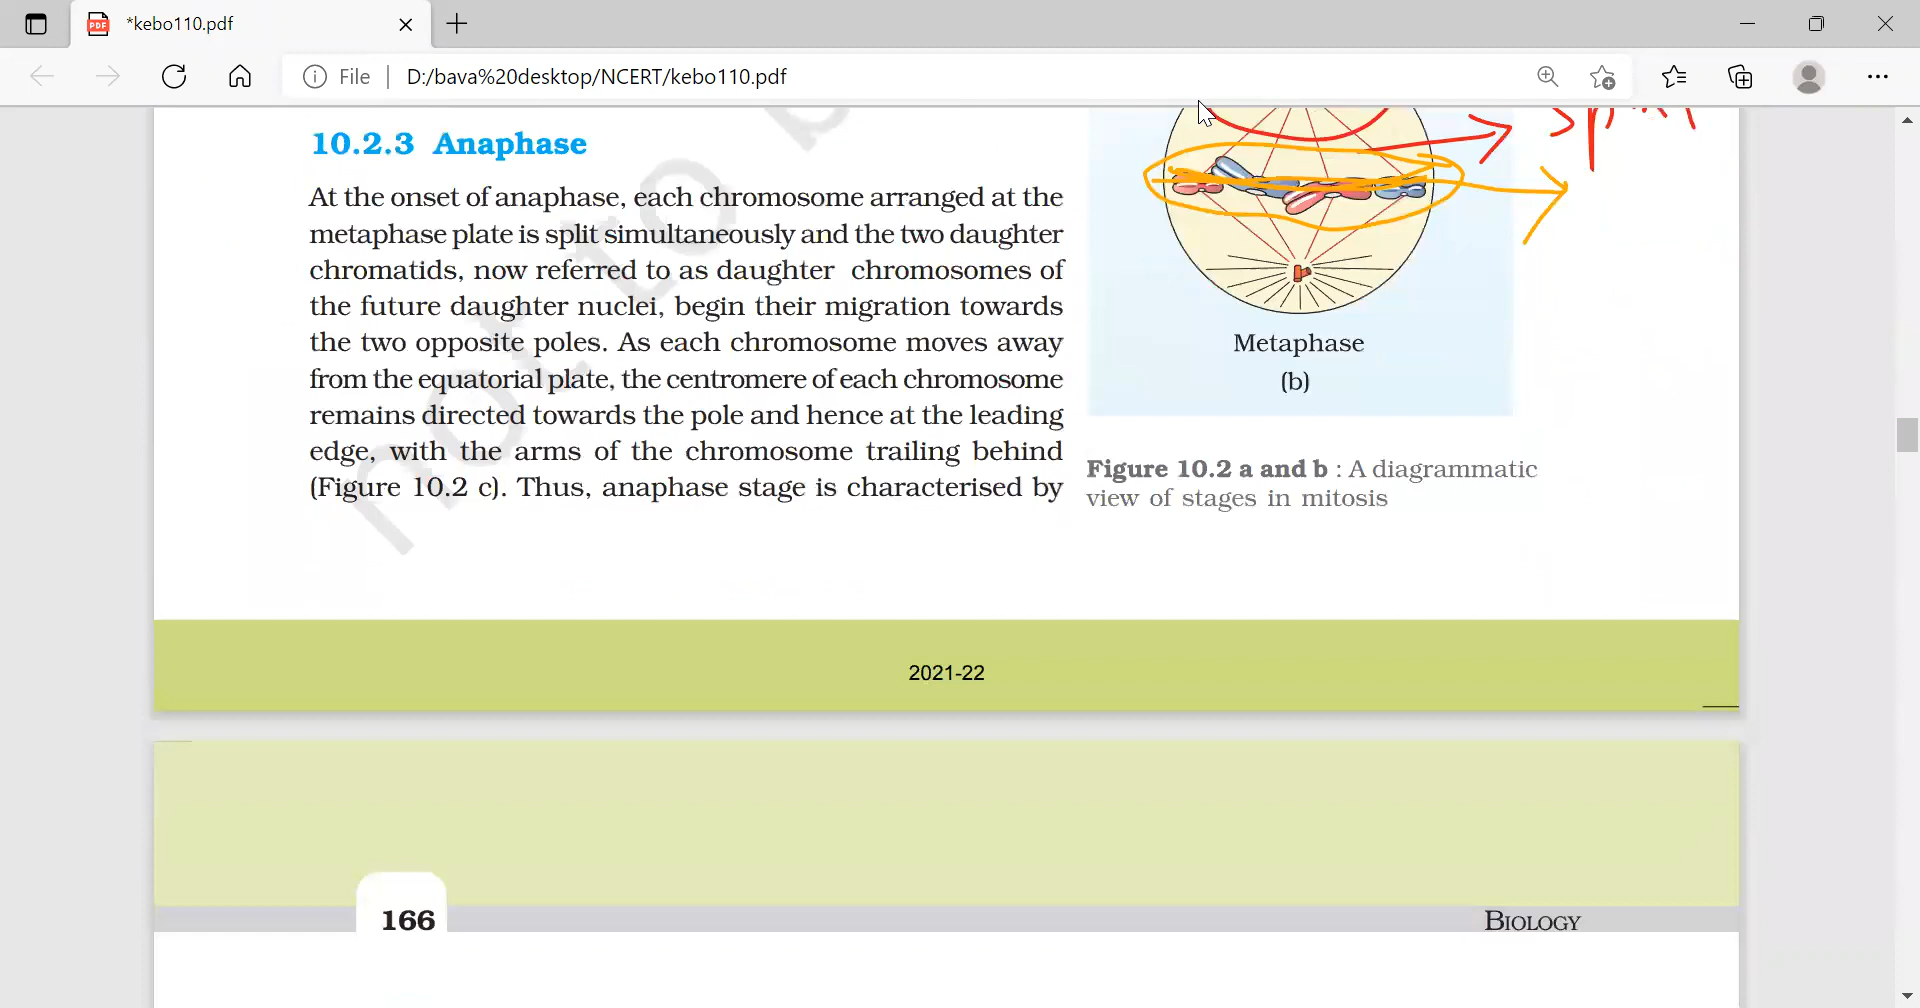 *kebo110.pdf
File
D:/bava%20desktop/NCERT/kebo110.pdf
10.2.3 Anaphase
At the onset of anaphase, each chromosome arranged at the
metaphase plate is split simultaneously and the two daughter
chromatids, now referred to as daughter chromosomes of
the future daughter nuclei, begin their migration towards
the two opposite poles. As each chromosome moves away
from the equatorial plate, the centromere of each chromosome
remains directed towards the pole and hence at the leading
edge, with the arms of the chromosome trailing behind
(Figure 10.2 c). Thus, anaphase stage is characterised by
Metaphase
(b)
Figure 10.2 a and b : A diagrammatic
view of stages in mitosis
not to b
2021-22
166
BIOLOGY